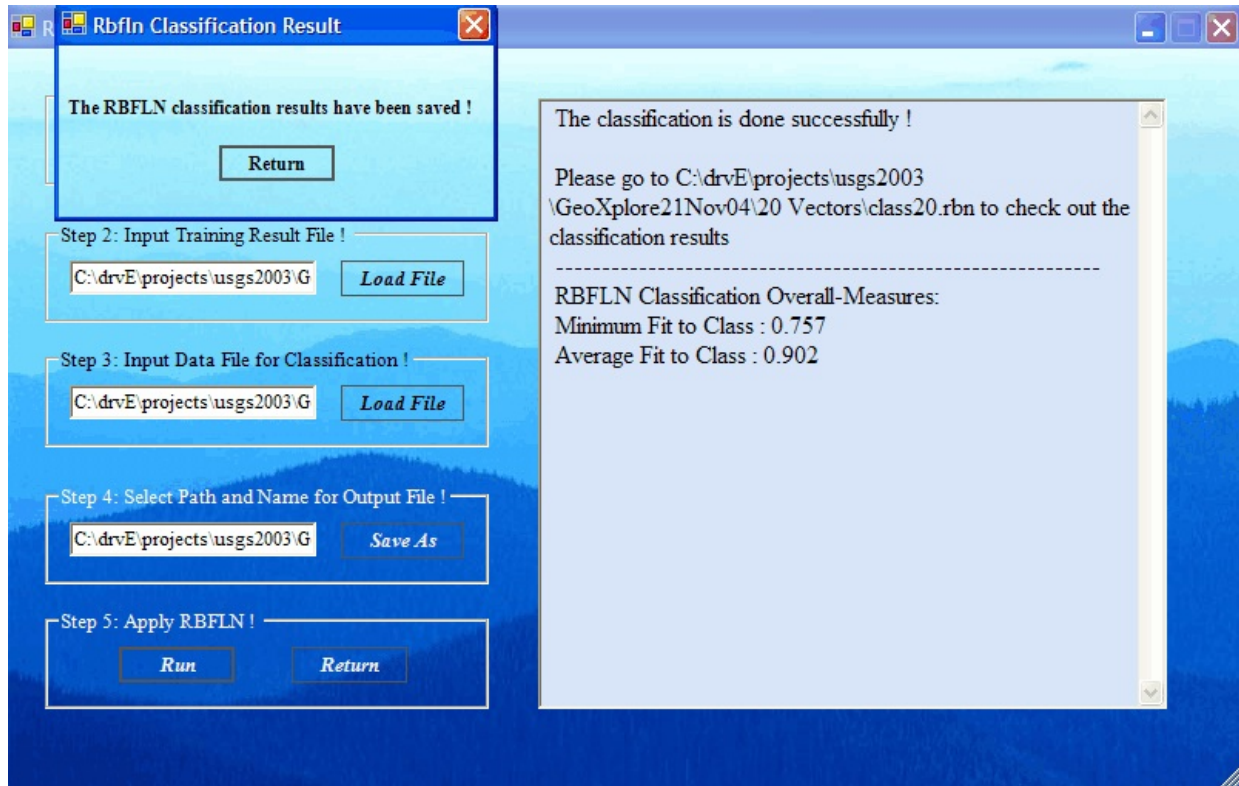 R
Rbfln Classification Result
The RBFLN classification results have been saved !
Return
Step 2: Input Training Result File !
C:\drvE\projects\usgs2003\G
Load File
Step 3: Input Data File for Classification !
C:\drvE\projects\usgs2003\G
Load File
Step 4: Select Path and Name for Output File !
C:\drvE\projects\usgs2003\G
Save As
Step 5: Apply RBFLN !
Run
Return
The classification is done successfully !
Please go to C:\drvE\projects\usgs2003
\GeoXplore21Nov04\20 Vectors\class20.rbn to check out the
classification results
-----------------------------------------------------------
RBFLN Classification Overall-Measures:
Minimum Fit to Class : 0.757
Average Fit to Class : 0.902